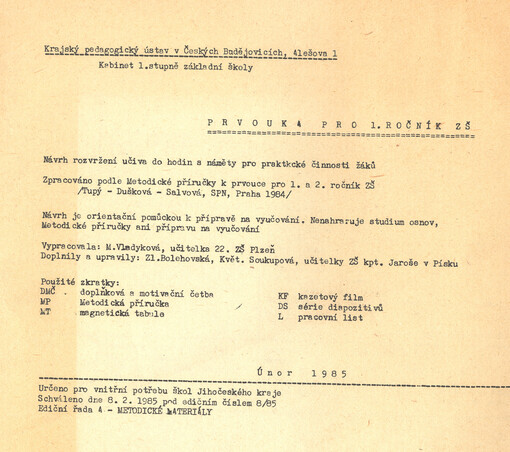 Krajský pedagogický ústav v Českých Budějovicích, Alešova 1
Kabinet 1.stupně základní školy
P R V O U K A  P R O  1. R O Č N Í K  Z Š
Návrh rozvržení učiva do hodin s náměty pro praktické činnosti žáků
Zpracováno podle Metodické příručky k prvouce pro 1. a 2. ročník ZŠ
/Tupý - Dušková - Salvová, SPN, Praha 1984/
Návrh je orientační pomůckou k přípravě na vyučování. Nenahraruje studium osnov,
Metodické příručky ani přípravu na vyučování
Vypracovala: M.Vladyková, učitelka 22. ZŠ Plzeň
Doplnily a upravily: Zl.Bolehovská, Květ. Soukupová, učitelky ZŠ kpt. Jaroše v Písku
Použité zkratky:
DMČ doplňková a motivační četba KF kazetový film
MP Metodická příručka DS série diapozitivů
MT magnetická tabule L pracovní list
Únor 1985
Určeno pro vnitřní potřebu škol Jihočeského kraje
Schváleno dne 8. 2. 1985 pod edičním číslem 8/85
Ediční řada A - METODICKÉ MATERIÁLY